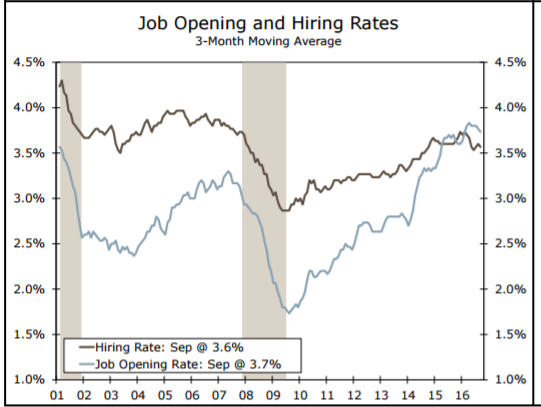 Job Opening and Hiring Rates
3-Month Moving Average
4.5% 4.5%
4.0% 4.0%
3.5% 3.5%
3.0% 3.0%
2.5% 2.5%
2.0% 2.0%
1.5% 1.5%
1.0% 1.0%
Hiring Rate: Sep @ 3.6%
Job Opening Rate: Sep @ 3.7%
01 02 03 04 05 06 07 08 09 10 11 12 13 14 15 16